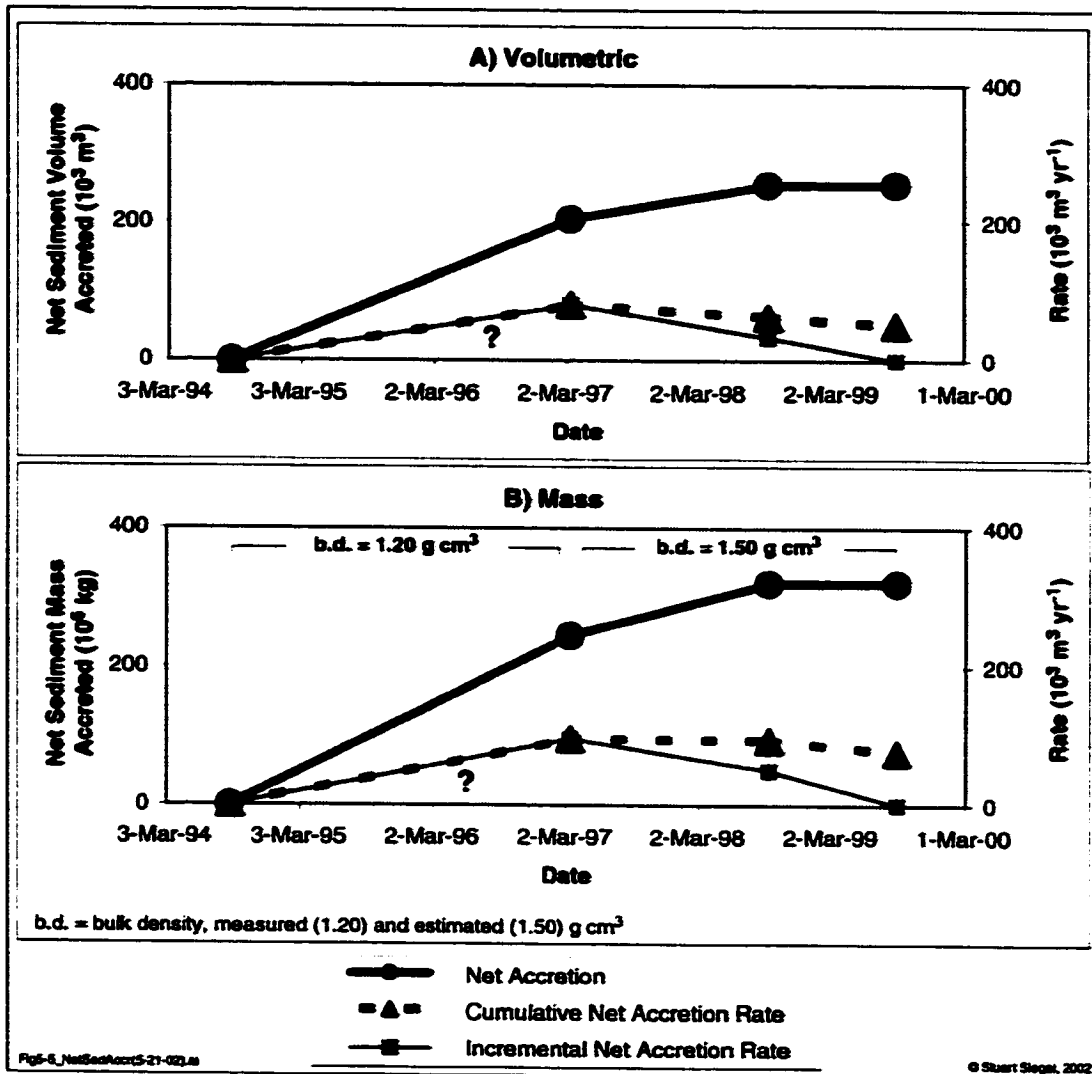 A) Volumetric
Net Sediment Volume
Accreted (10³ m³)
400
200
0
400
200
0
Rate (10³ m³ yr⁻¹)
?
3-Mar-94 3-Mar-95 2-Mar-96 2-Mar-97 2-Mar-98 2-Mar-99 1-Mar-00
Date
B) Mass
Net Sediment Mass
Accreted (10⁶ kg)
400
200
0
400
200
0
Rate (10³ m³ yr⁻¹)
b.d. = 1.20 g cm³
b.d. = 1.50 g cm³
?
3-Mar-94 3-Mar-95 2-Mar-96 2-Mar-97 2-Mar-98 2-Mar-99 1-Mar-00
Date
b.d. = bulk density, measured (1.20) and estimated (1.50) g cm³
Net Accretion
Cumulative Net Accretion Rate
Incremental Net Accretion Rate
© Stuart Siegel, 2002